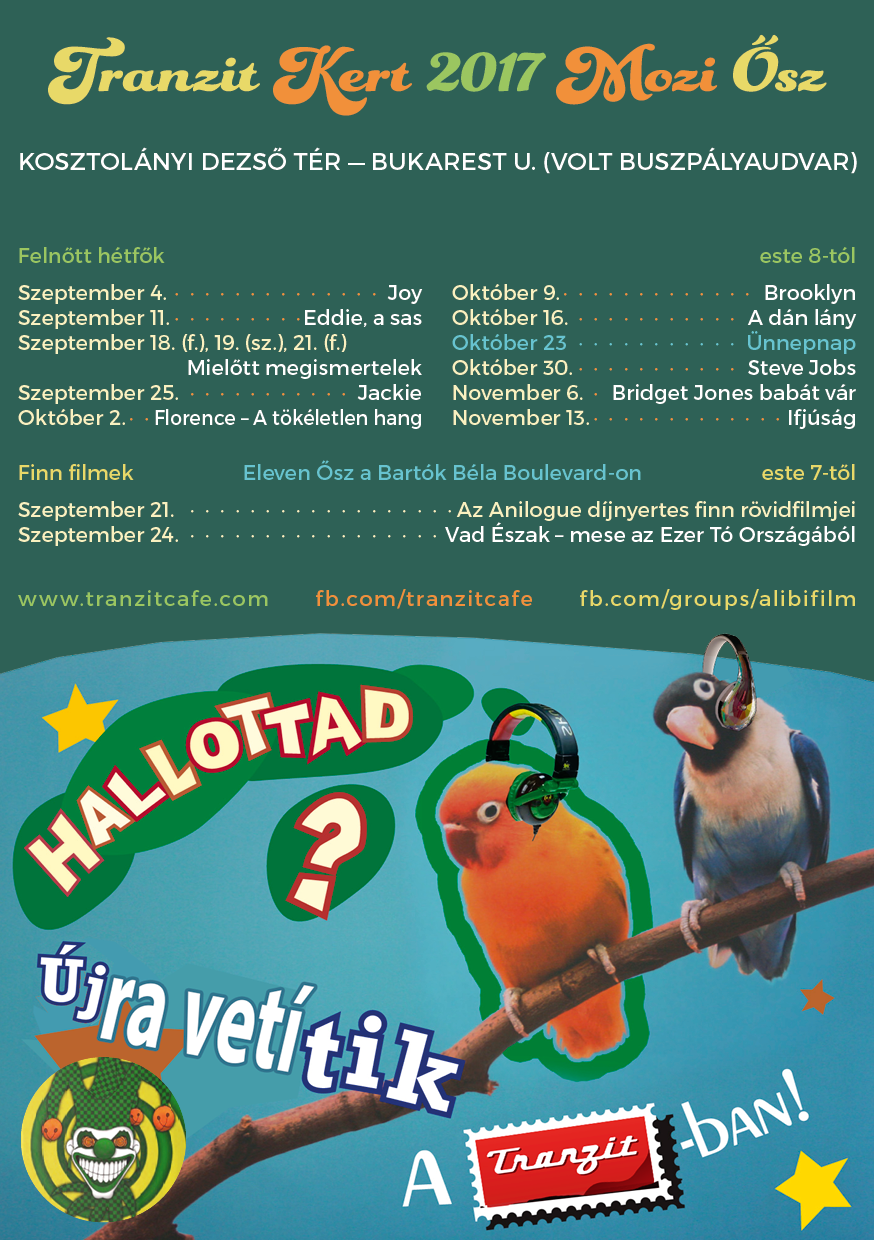 Tranzit Kert 2017 Mozi Ősz
KOSZTOLÁNYI DEZSŐ TÉR — BUKAREST U. (VOLT BUSZPÁLYAUDVAR)
Felnőtt hétfők
este 8-tól
Szeptember 4. . . . . . . . . . . . . . . Joy
Szeptember 11. . . . . . . . . . Eddie, a sas
Szeptember 18. (f.), 19. (sz.), 21. (f.)
Mielőtt megismertelek
Szeptember 25. . . . . . . . . . . . Jackie
Október 2. . . Florence – A tökéletlen hang
Október 9. . . . . . . . . . . . . . Brooklyn
Október 16. . . . . . . . . . . . A dán lány
Október 23 . . . . . . . . . . . Ünnepnap
Október 30. . . . . . . . . . . . Steve Jobs
November 6. . Bridget Jones babát vár
November 13. . . . . . . . . . . . . . Ifjúság
Finn filmek
Eleven Ősz a Bartók Béla Boulevard-on
este 7-től
Szeptember 21. . . . . . . . . . . . . . . . . . . Az Anilogue díjnyertes finn rövidfilmjei
Szeptember 24. . . . . . . . . . . . . . . . . . Vad Észak – mese az Ezer Tó Országából
www.tranzitcafe.com
fb.com/tranzitcafe
fb.com/groups/alibifilm
HALLOTTAD
?
Újra vetítik
A Tranzit-BAN!